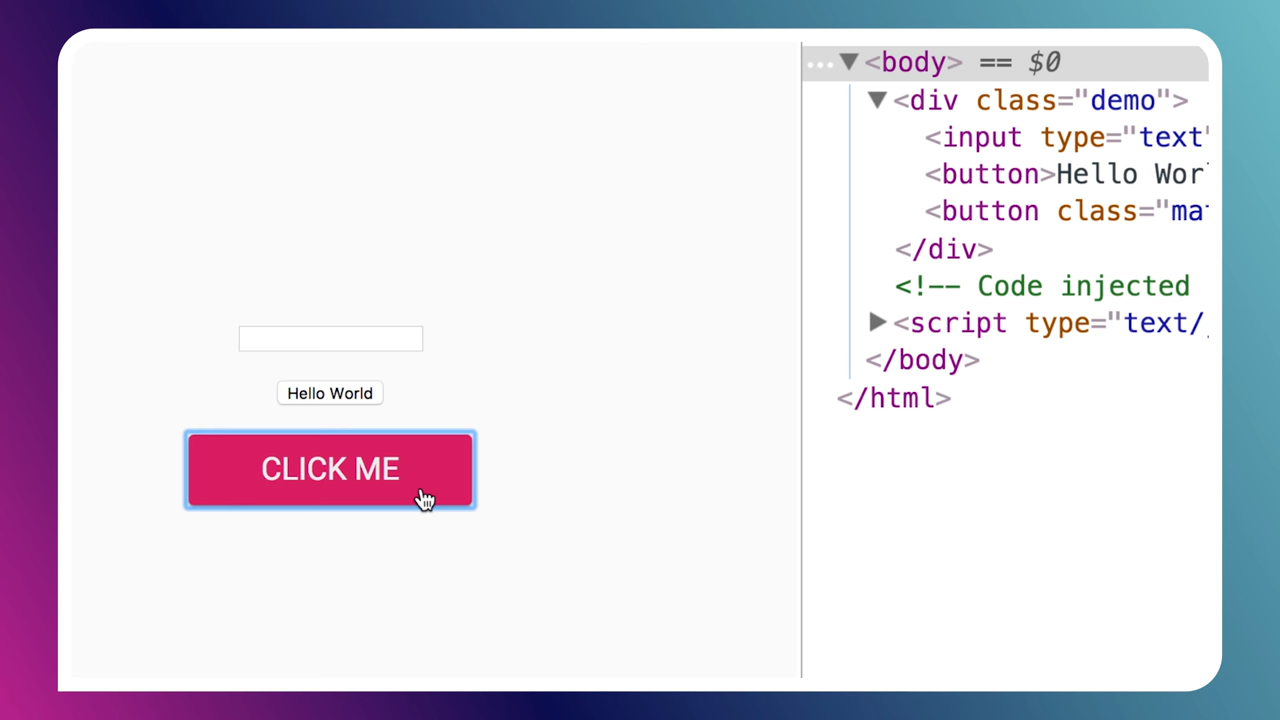 Hello World
CLICK ME
<body> == $0
<div class="demo">
<input type="text"
<button>Hello Wor
<button class="ma
</div>
<!-- Code injected
<script type="text/
</body>
</html>